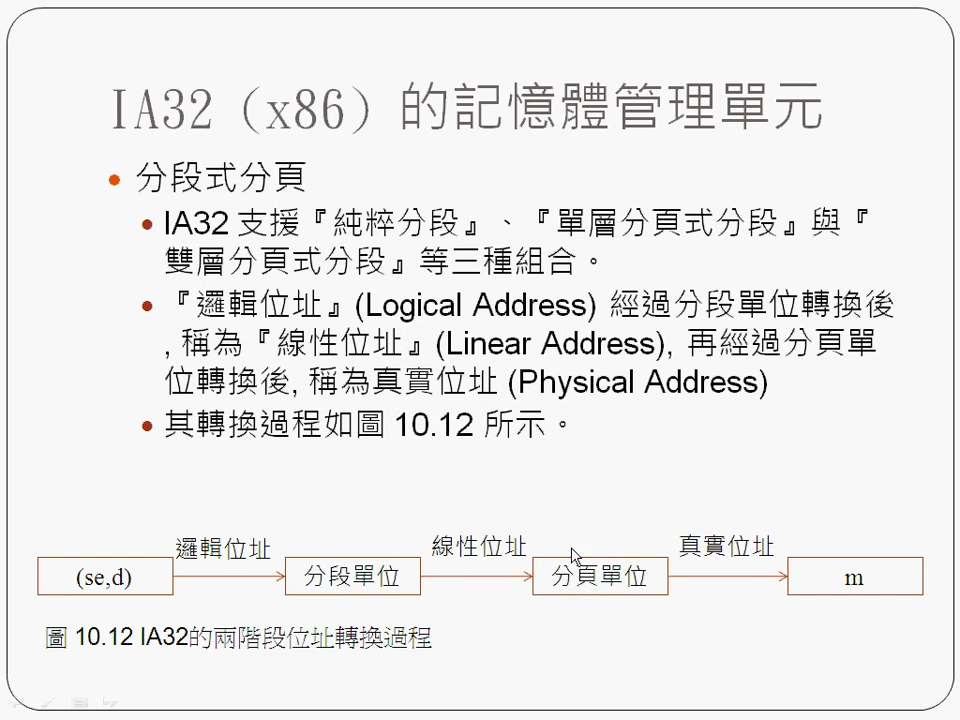 IA32（x86）的記憶體管理單元
分段式分頁
IA32 支援『純粹分段』、『單層分頁式分段』與『
雙層分頁式分段』等三種組合。
『邏輯位址』(Logical Address) 經過分段單位轉換後
, 稱為『線性位址』(Linear Address), 再經過分頁單
位轉換後, 稱為真實位址 (Physical Address)
其轉換過程如圖 10.12 所示。
邏輯位址 線性位址 真實位址
(se,d) 分段單位 分頁單位 m
圖 10.12 IA32的兩階段位址轉換過程